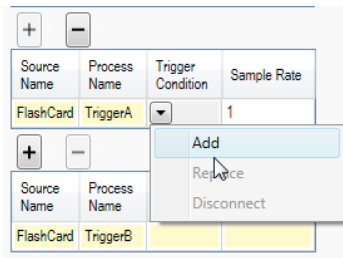 + −
Source Name Process Name Trigger Condition Sample Rate
FlashCard TriggerA 1
+ −
Add
Replace
Disconnect
Source Name Process Name
FlashCard TriggerB